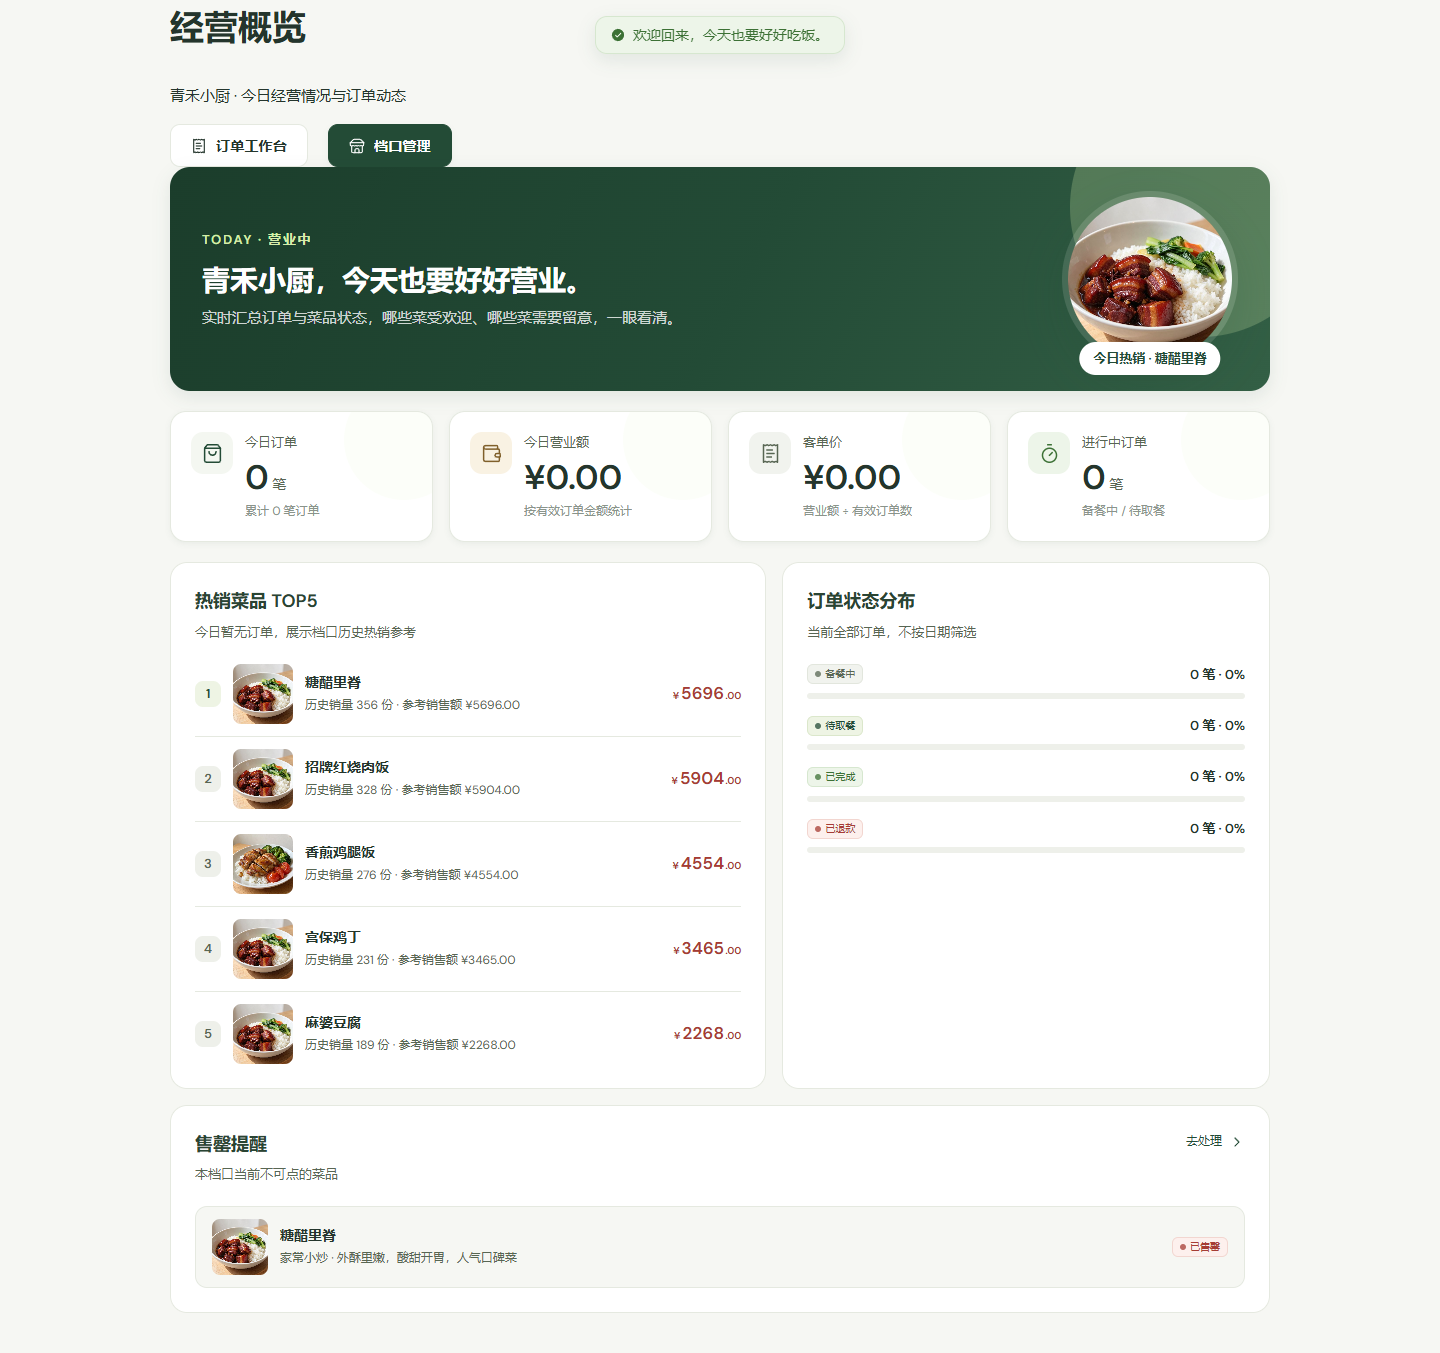 经营概览
欢迎回来，今天也要好好吃饭。
青禾小厨 · 今日经营情况与订单动态
订单工作台
档口管理
TODAY · 营业中
青禾小厨，今天也要好好营业。
实时汇总订单与菜品状态，哪些菜受欢迎、哪些菜需要留意，一眼看清。
今日热销 · 糖醋里脊
今日订单
0 笔
累计 0 笔订单
今日营业额
¥0.00
按有效订单金额统计
客单价
¥0.00
营业额 ÷ 有效订单数
进行中订单
0 笔
备餐中 / 待取餐
热销菜品 TOP5
今日暂无订单，展示档口历史热销参考
1
糖醋里脊
历史销量 356 份 · 参考销售额 ¥5696.00
¥5696.00
2
招牌红烧肉饭
历史销量 328 份 · 参考销售额 ¥5904.00
¥5904.00
3
香煎鸡腿饭
历史销量 276 份 · 参考销售额 ¥4554.00
¥4554.00
4
宫保鸡丁
历史销量 231 份 · 参考销售额 ¥3465.00
¥3465.00
5
麻婆豆腐
历史销量 189 份 · 参考销售额 ¥2268.00
¥2268.00
订单状态分布
当前全部订单，不按日期筛选
备餐中
0 笔 · 0%
待取餐
0 笔 · 0%
已完成
0 笔 · 0%
已退款
0 笔 · 0%
售罄提醒
去处理
本档口当前不可点的菜品
糖醋里脊
家常小炒 · 外酥里嫩，酸甜开胃，人气口碑菜
已售罄